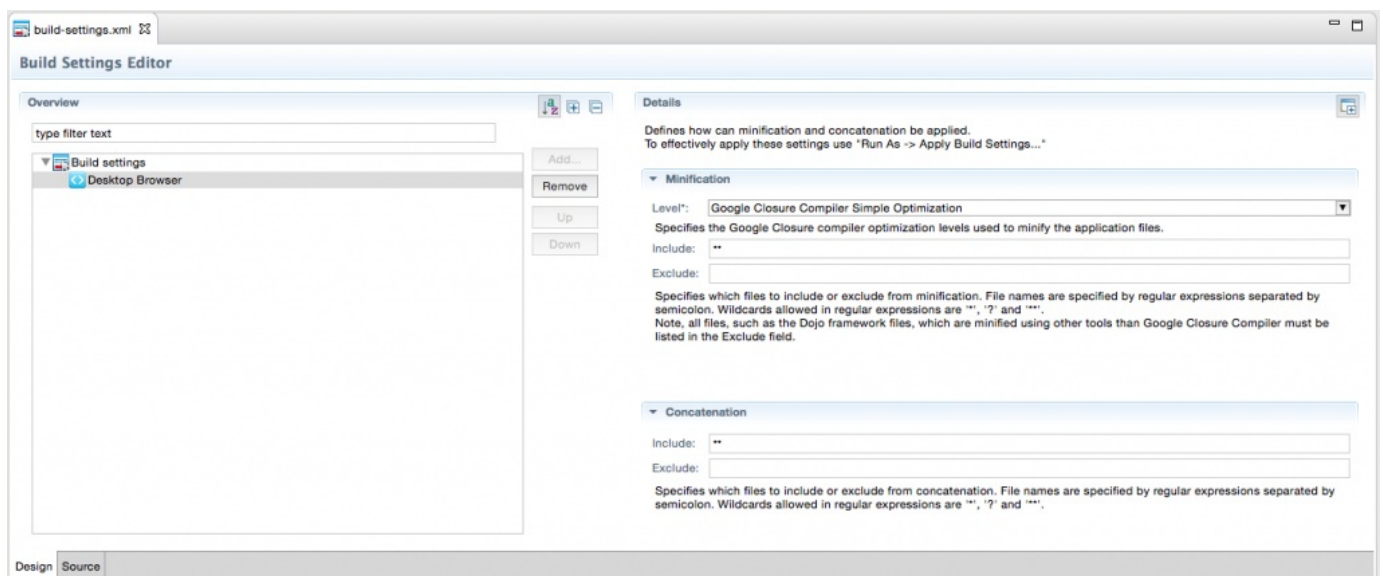 build-settings.xml
Build Settings Editor
Overview
type filter text
Build settings
Desktop Browser
Add...
Remove
Up
Down
Details
Defines how can minification and concatenation be applied.
To effectively apply these settings use "Run As -> Apply Build Settings..."
Minification
Level*: Google Closure Compiler Simple Optimization
Specifies the Google Closure compiler optimization levels used to minify the application files.
Include: **
Exclude:
Specifies which files to include or exclude from minification. File names are specified by regular expressions separated by
semicolon. Wildcards allowed in regular expressions are '*', '?' and '**'.
Note, all files, such as the Dojo framework files, which are minified using other tools than Google Closure Compiler must be
listed in the Exclude field.
Concatenation
Include: **
Exclude:
Specifies which files to include or exclude from concatenation. File names are specified by regular expressions separated by
semicolon. Wildcards allowed in regular expressions are '*', '?' and '**'.
Design Source